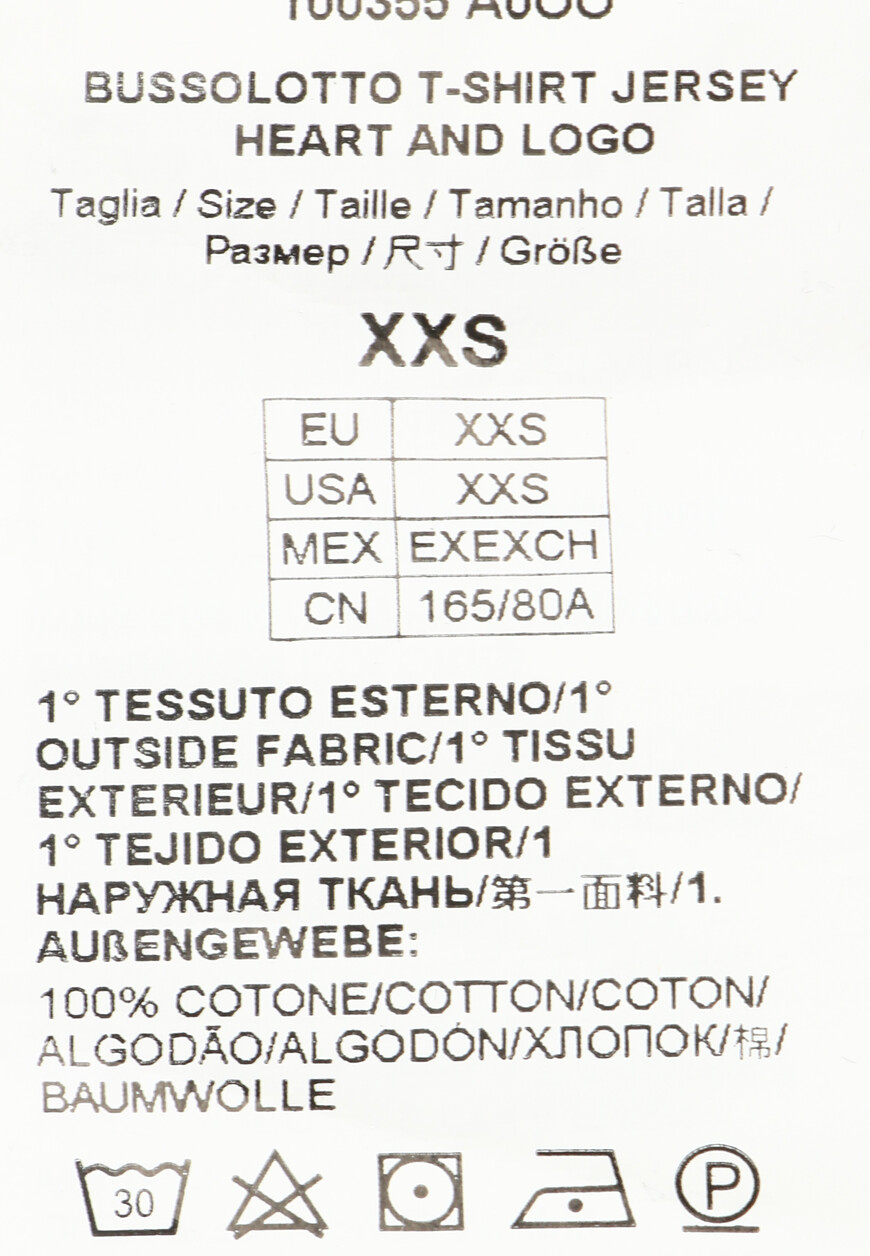 BUSSOLOTTO T-SHIRT JERSEY
HEART AND LOGO
Taglia / Size / Taille / Tamanho / Talla /
Размер / 尺寸 / Größe
XXS
EU XXS
USA XXS
MEX EXEXCH
CN 165/80A
1° TESSUTO ESTERNO/1°
OUTSIDE FABRIC/1° TISSU
EXTERIEUR/1° TECIDO EXTERNO/
1° TEJIDO EXTERIOR/1
НАРУЖНАЯ ТКАНЬ/第一面料/1.
AUßENGEWEBE:
100% COTONE/COTTON/COTON/
ALGODÃO/ALGODÓN/ХЛОПОК/棉/
BAUMWOLLE
30 P